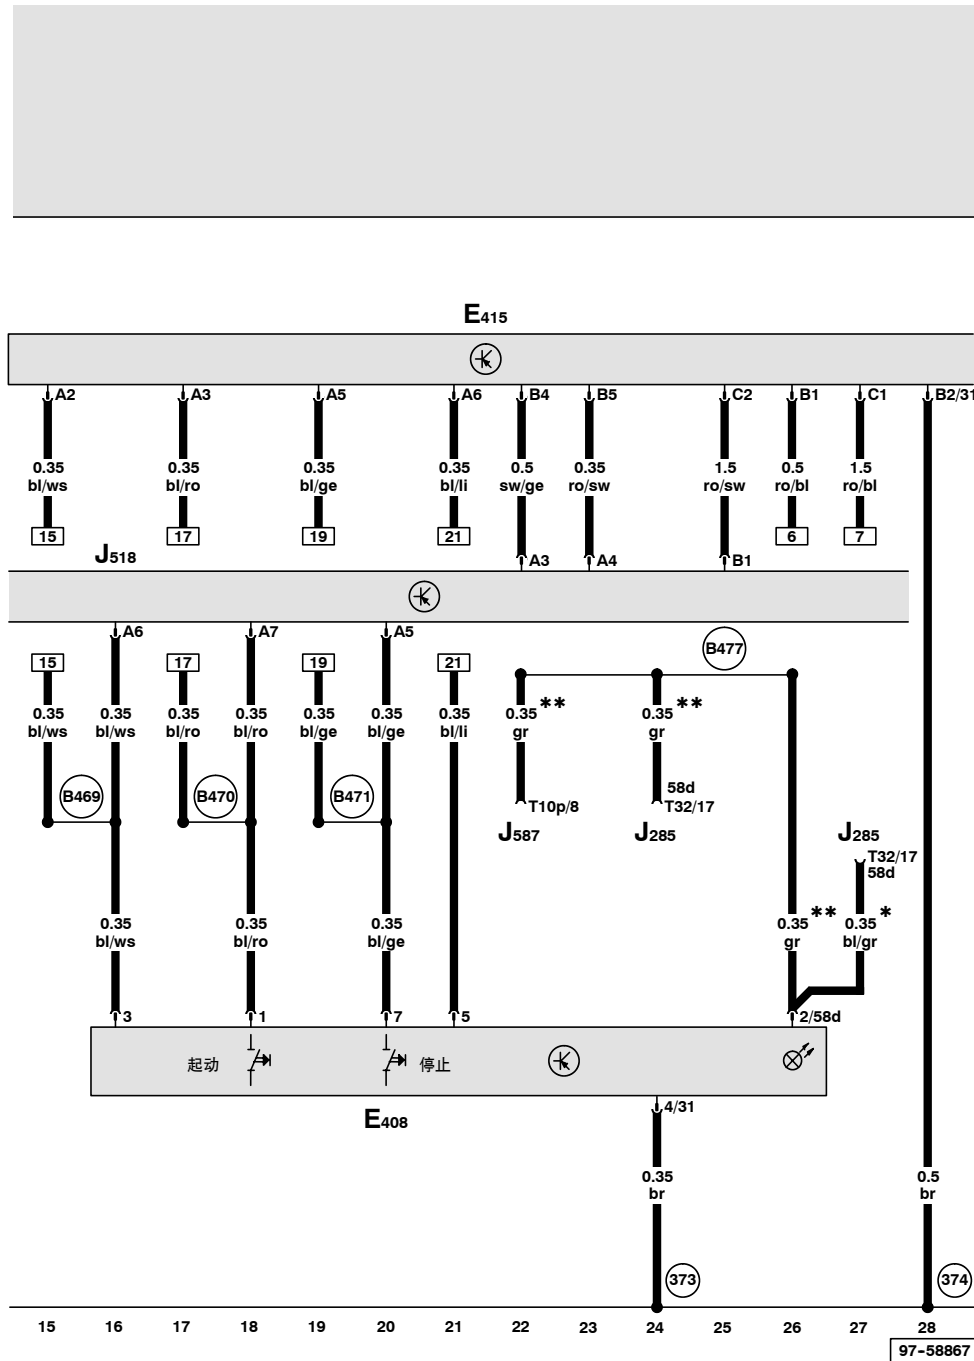 E415
A2 A3 A5 A6 B4 B5 C2 B1 C1 B2/31
0.35 0.35 0.35 0.35 0.5 0.35 1.5 0.5 1.5
bl/ws bl/ro bl/ge bl/li sw/ge ro/sw ro/sw ro/bl ro/bl
15 17 19 21 6 7
J518
A3 A4 B1
A6 A7 A5
B477
15 17 19 21
** **
0.35 0.35 0.35 0.35 0.35 0.35 0.35 0.35 0.35
bl/ws bl/ws bl/ro bl/ro bl/ge bl/ge bl/li gr gr
B469 B470 B471
58d
T10p/8 T32/17
J587 J285 J285
T32/17
58d
** *
0.35 0.35 0.35 0.35 0.35
bl/ws bl/ro bl/ge gr bl/gr
3 1 7 5 2/58d
起动 停止
E408
4/31
0.35 0.5
br br
373 374
15 16 17 18 19 20 21 22 23 24 25 26 27 28
97-58867